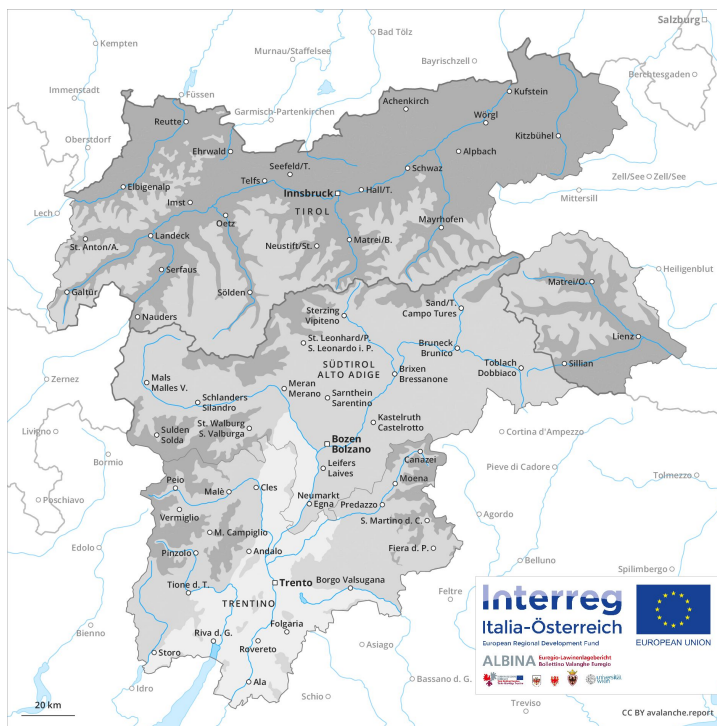 Salzburg
Kempten
Bad Tölz
Murnau/Staffelsee
Bayrischzell
Berchtesgaden
Immenstadt
Füssen
Garmisch-Partenkirchen
Achenkirch
Kufstein
Reutte
Wörgl
Oberstdorf
Ehrwald
Kitzbühel
Seefeld/T.
Alpbach
Telfs
Schwaz
Zell/See
Zell/See
Elbigenalp
Innsbruck
Hall/T.
Mittersill
Imst
TIROL
Lech
Oetz
Mayrhofen
Landeck
St. Anton/A.
Neustift/St.
Matrei/B.
Serfaus
Heiligenblut
Galtür
Sölden
Matrei/O.
Sand/T.
Campo Tures
Nauders
Sterzing
Vipiteno
Lienz
St. Leonhard/P.
S. Leonardo i. P.
Bruneck
Brunico
Toblach
Dobbiaco
Sillian
SÜDTIROL
ALTO ADIGE
Brixen
Bressanone
Zernez
Mals
Malles V.
Meran
Merano
Sarnthein
Sarentino
Schlanders
Silandro
St. Walburg
S. Valburga
Kastelruth
Castelrotto
Livigno
Sulden
Solda
Bozen
Bolzano
Cortina d'Ampezzo
Bormio
Canazei
Leifers
Laives
Pieve di Cadore
Tolmezzo
Peio
Malè
Cles
Moena
Poschiavo
Neumarkt
Egna
Predazzo
Vermiglio
Agordo
S. Martino d. C.
M. Campiglio
Edolo
Pinzolo
Andalo
Fiera d. P.
Belluno
Spilimbergo
Tione d. T.
Trento
Borgo Valsugana
Feltre
TRENTINO
Folgaria
Bienno
Riva d. G.
Rovereto
Asiago
Storo
Bassano d. G.
Idro
Ala
Schio
Treviso
20 km
Interreg
Italia-Österreich
European Regional Development Fund
EUROPEAN UNION
ALBINA Euregio-Lawinenlagebericht
Bollettino Valanghe Euregio
universität
wien
CC BY avalanche.report